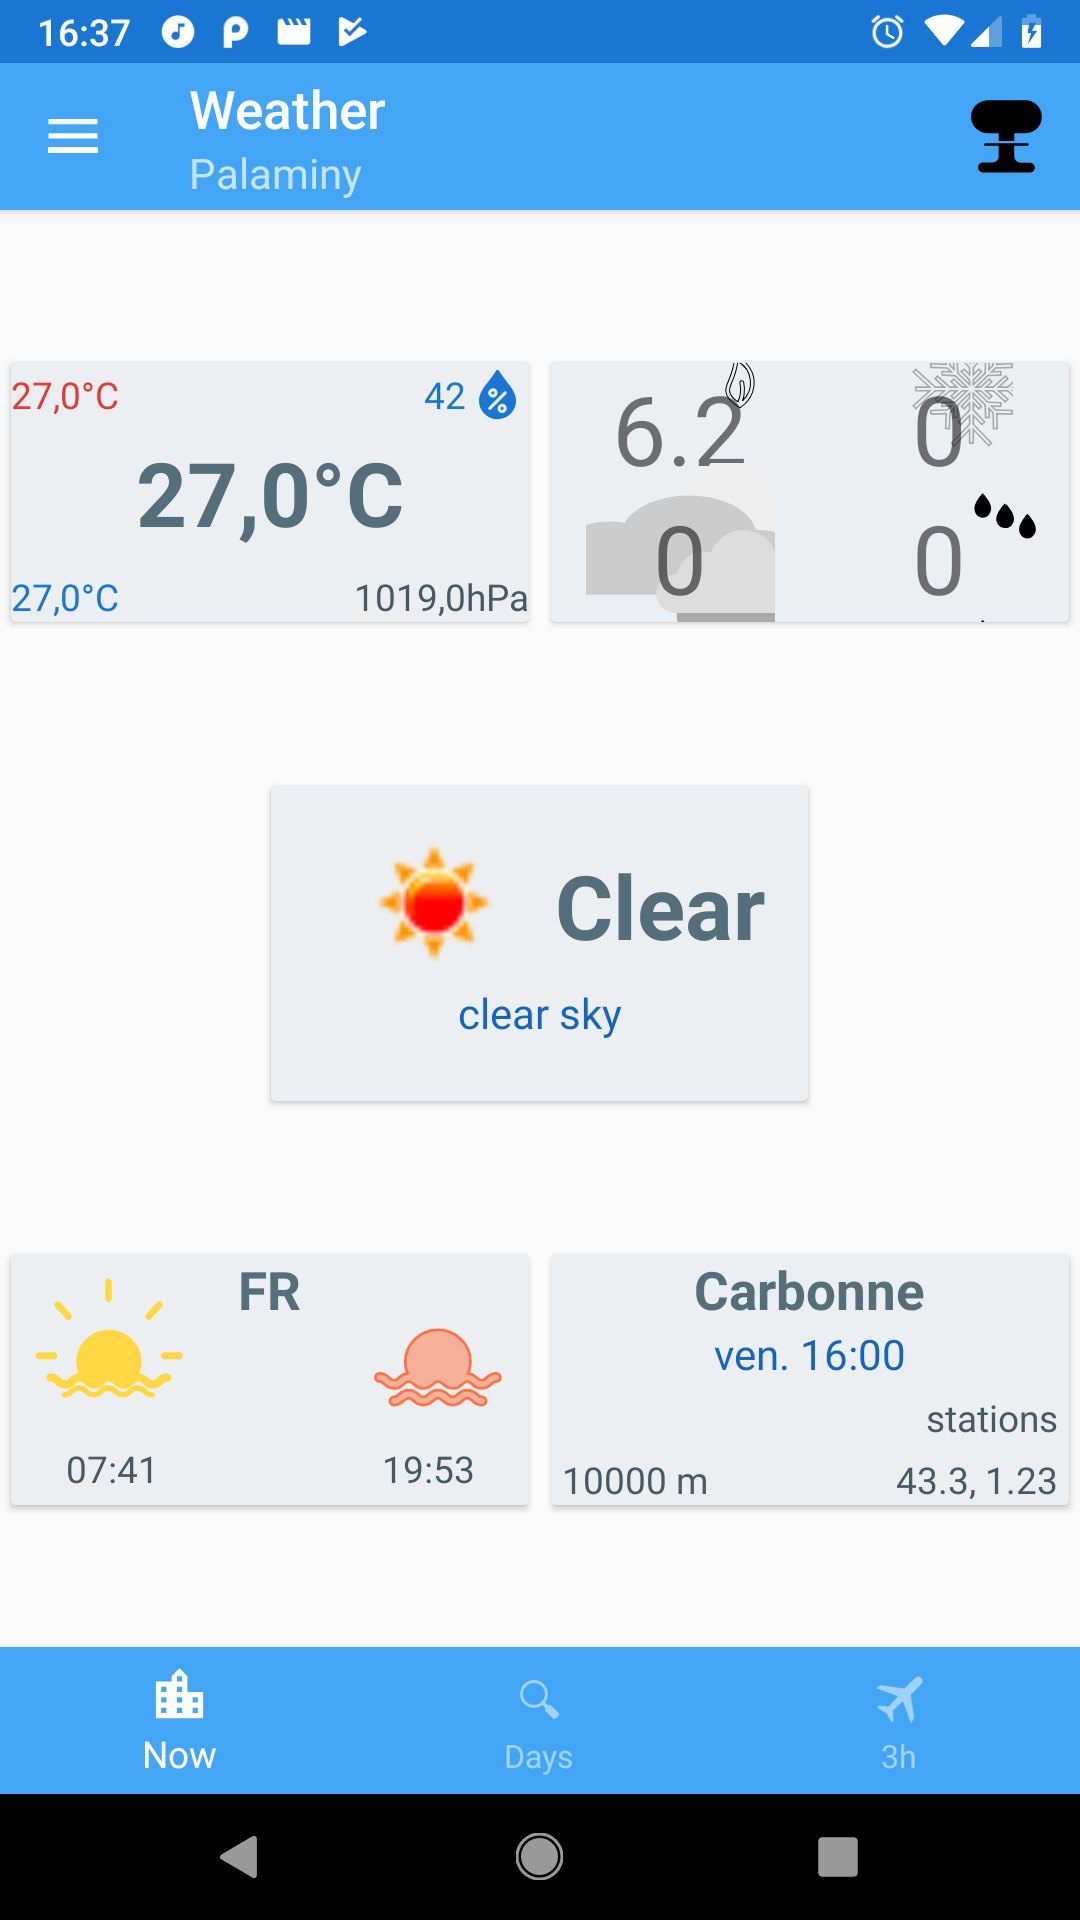 16:37
Weather
Palaminy
27,0°C
42
27,0°C
27,0°C
1019,0hPa
6.2
0
0
0
Clear
clear sky
FR
07:41
19:53
Carbonne
ven. 16:00
stations
10000 m
43.3, 1.23
Now
Days
3h